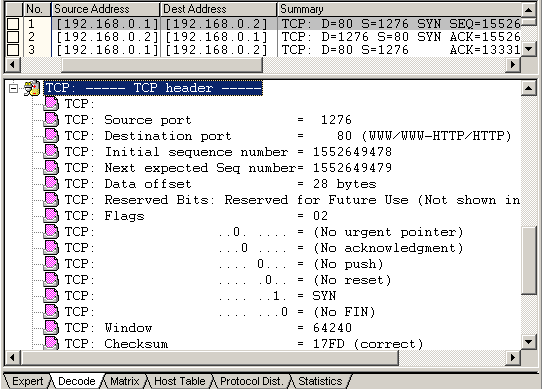 No. Source Address Dest Address Summary
1 [192.168.0.1] [192.168.0.2] TCP: D=80 S=1276 SYN SEQ=15526
2 [192.168.0.2] [192.168.0.1] TCP: D=1276 S=80 SYN ACK=15526
3 [192.168.0.1] [192.168.0.2] TCP: D=80 S=1276 ACK=13331
TCP: ----- TCP header -----
TCP:
TCP: Source port = 1276
TCP: Destination port = 80 (WWW/WWW-HTTP/HTTP)
TCP: Initial sequence number = 1552649478
TCP: Next expected Seq number= 1552649479
TCP: Data offset = 28 bytes
TCP: Reserved Bits: Reserved for Future Use (Not shown in
TCP: Flags = 02
TCP: ..0. .... = (No urgent pointer)
TCP: ...0 .... = (No acknowledgment)
TCP: .... 0... = (No push)
TCP: .... .0.. = (No reset)
TCP: .... ..1. = SYN
TCP: .... ...0 = (No FIN)
TCP: Window = 64240
TCP: Checksum = 17FD (correct)
Expert Decode Matrix Host Table Protocol Dist. Statistics